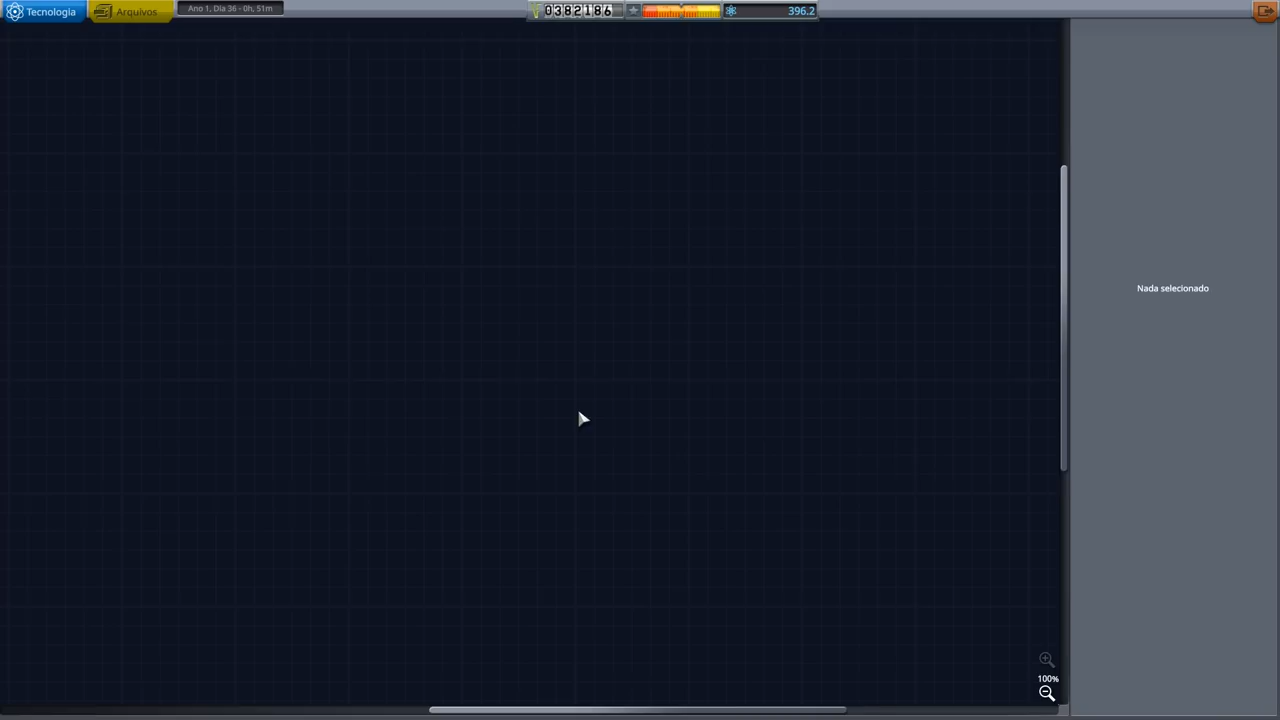 Tecnologia
Arquivos
Ano 1, Dia 36 - 0h, 51m
0382186
396.2
Nada selecionado
100%